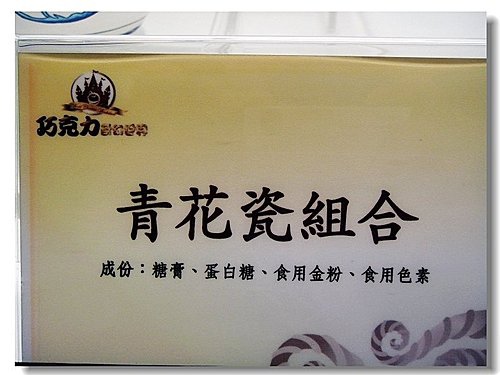 巧克力
青花瓷組合
成份：糖膏、蛋白糖、食用金粉、食用色素